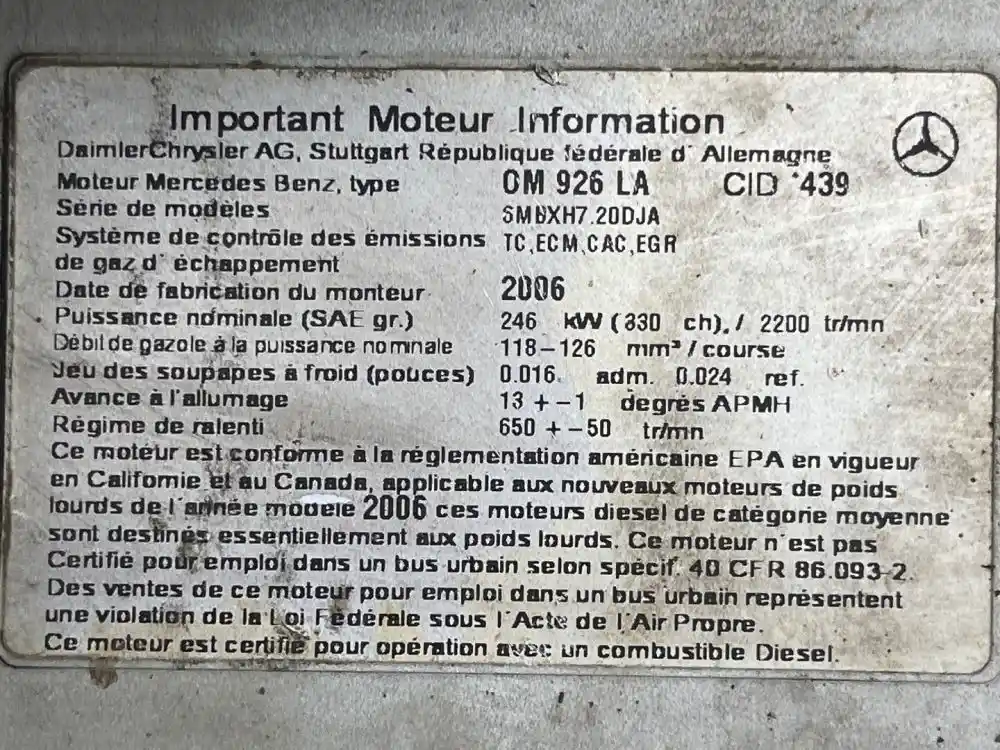 Important Moteur Information
DaimlerChrysler AG, Stuttgart République fédérale d' Allemagne
Moteur Mercedes Benz, type OM 926 LA CID 439
Série de modèles 6MBXH7.20DJA
Système de contrôle des émissions TC,ECM,CAC,EGR
de gaz d' échappement
Date de fabrication du monteur 2006
Puissance nominale (SAE gr.) 246 kW (330 ch), / 2200 tr/mn
Débit de gazole à la puissance nominale 118-126 mm³ / course
Jeu des soupapes à froid (pouces) 0.016 adm. 0.024 ref.
Avance à l'allumage 13 +-1 degrés APMH
Régime de ralenti 650 +-50 tr/mn
Ce moteur est conforme à la réglementation américaine EPA en vigueur
en Californie et au Canada, applicable aux nouveaux moteurs de poids
lourds de l'année modele 2006 ces moteurs diesel de catégorie moyenne
sont destinés essentiellement aux poids lourds. Ce moteur n'est pas
Certifié pour emploi dans un bus urbain selon spécif. 40 CFR 86.093-2.
Des ventes de ce moteur pour emploi dans un bus urbain représentent
une violation de la Loi Fédérale sous l'Acte de l'Air Propre.
Ce moteur est certifié pour opération avec un combustible Diesel.